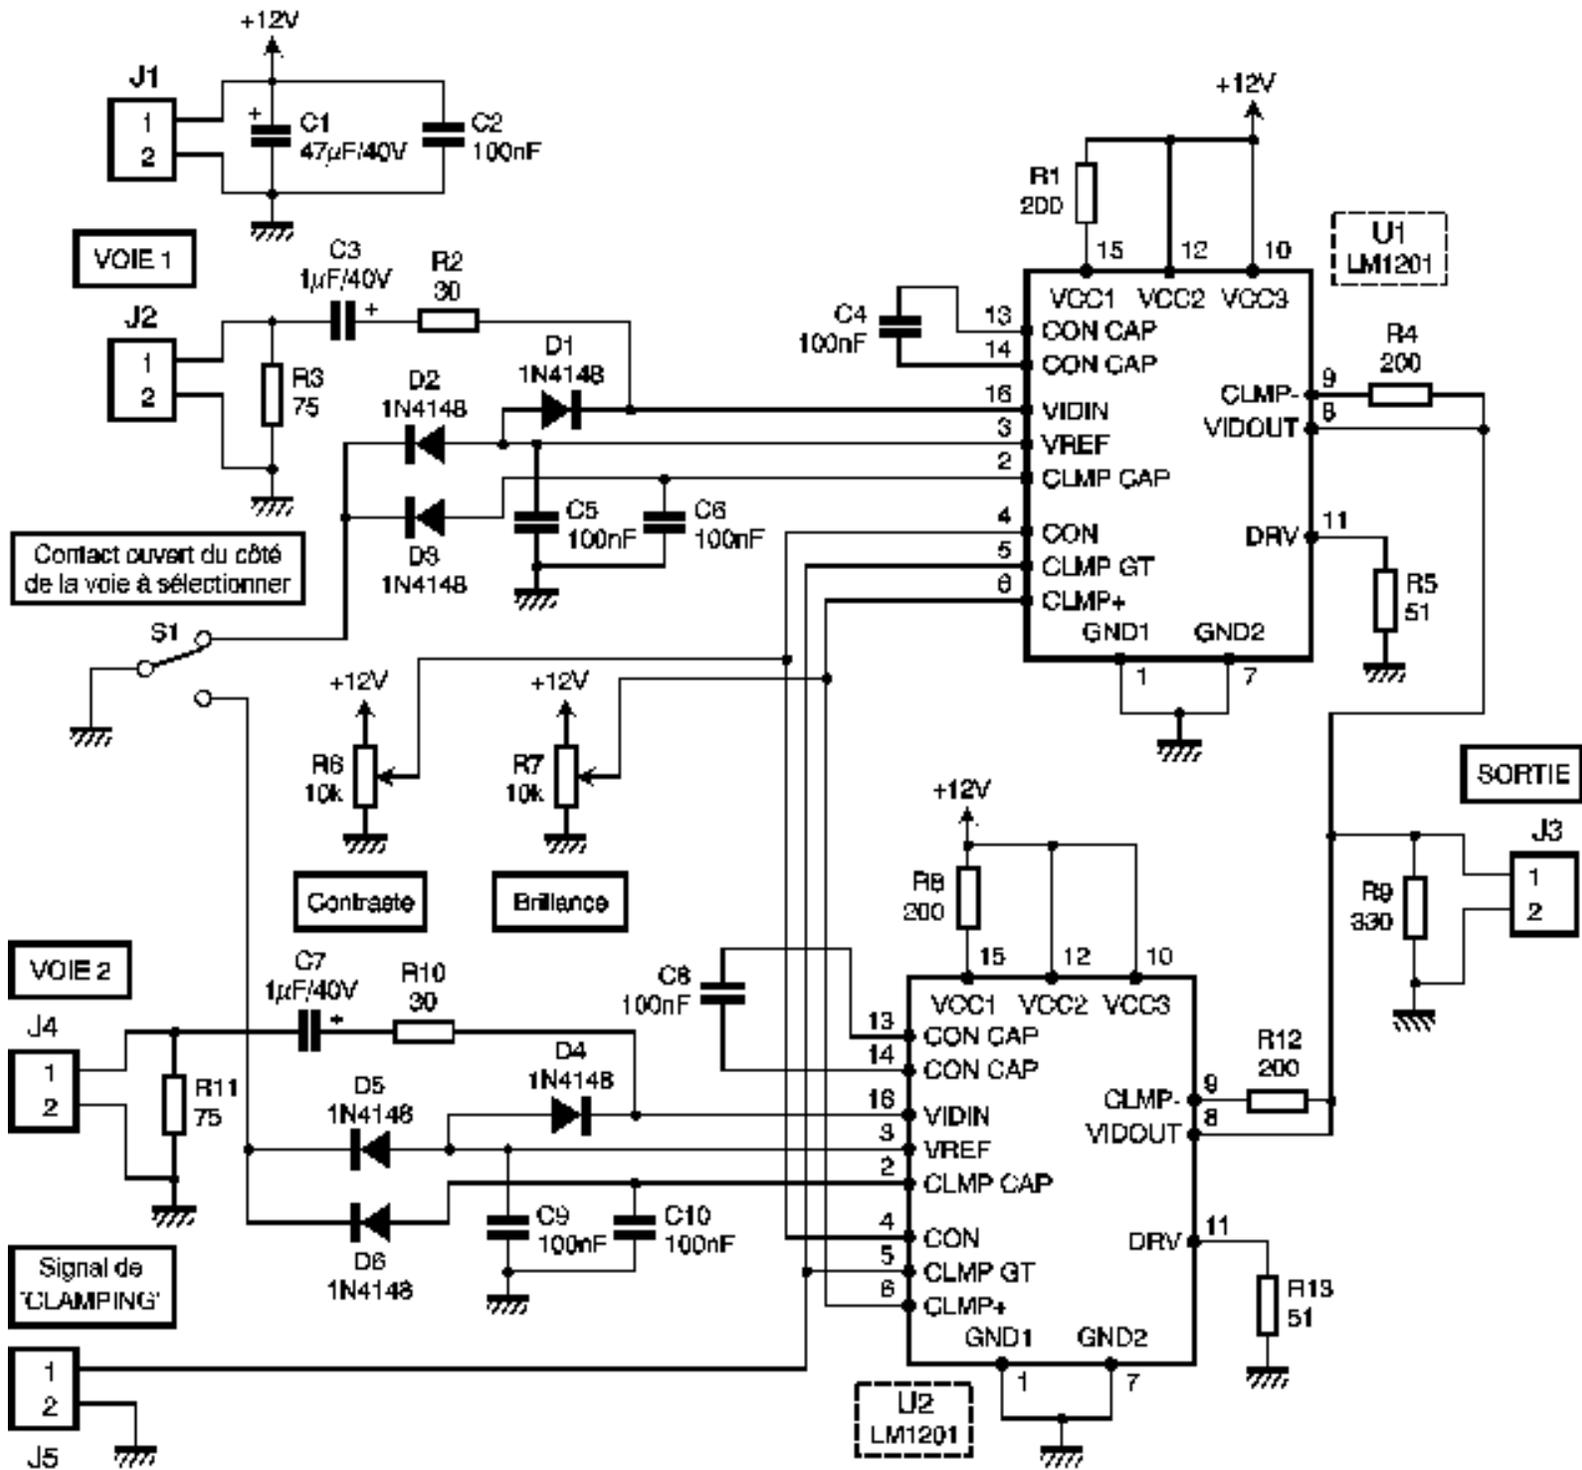 +12V
J1
1
2
+
C1
47µF/40V
C2
100nF
+12V
R1
200
U1
LM1201
15
12
10
VCC1
VCC2
VCC3
VOIE 1
C3
1µF/40V
+
R2
30
J2
1
2
R3
75
D1
1N4148
D2
1N4148
D3
1N4148
C4
100nF
13
CON CAP
14
CON CAP
16
VIDIN
3
VREF
2
CLMP CAP
4
CON
5
CLMP GT
6
CLMP+
CLMP-
9
VIDOUT
8
R4
200
DRV
11
R5
51
GND1
GND2
1
7
C5
100nF
C6
100nF
Contact ouvert du côté
de la voie à sélectionner
S1
+12V
R6
10k
Contraste
+12V
R7
10k
Brillance
SORTIE
J3
1
2
R9
330
+12V
R8
200
15
12
10
VCC1
VCC2
VCC3
VOIE 2
C7
1µF/40V
+
R10
30
J4
1
2
R11
75
D4
1N4148
D5
1N4148
D6
1N4148
C8
100nF
13
CON CAP
14
CON CAP
16
VIDIN
3
VREF
2
CLMP CAP
4
CON
5
CLMP GT
6
CLMP+
CLMP-
9
VIDOUT
8
R12
200
DRV
11
R13
51
GND1
GND2
1
7
C9
100nF
C10
100nF
Signal de
'CLAMPING'
1
2
J5
U2
LM1201